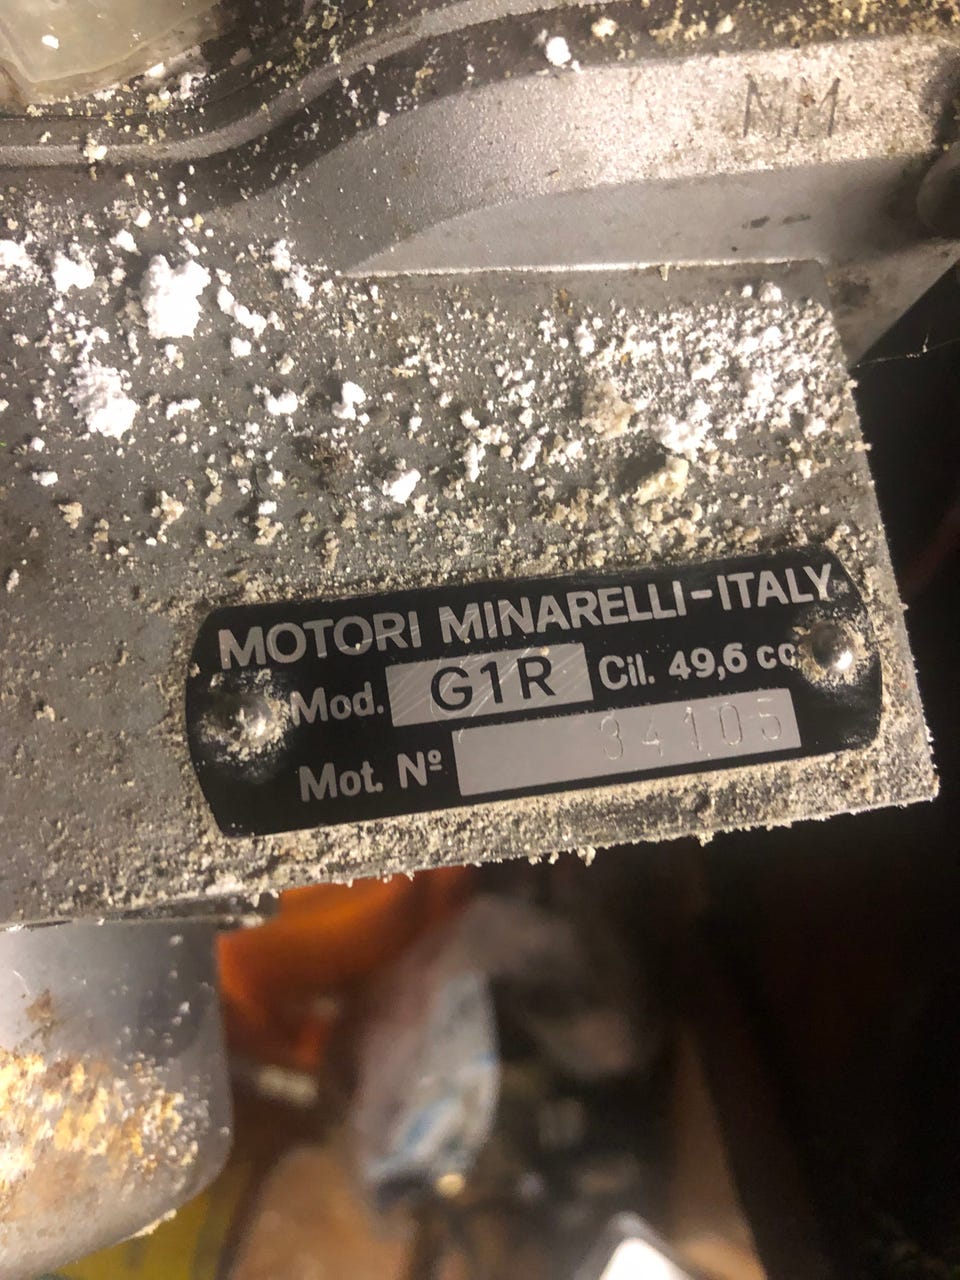 MM
MOTORI MINARELLI-ITALY
Mod. G1R Cil. 49,6 cc
Mot. Nº 34105